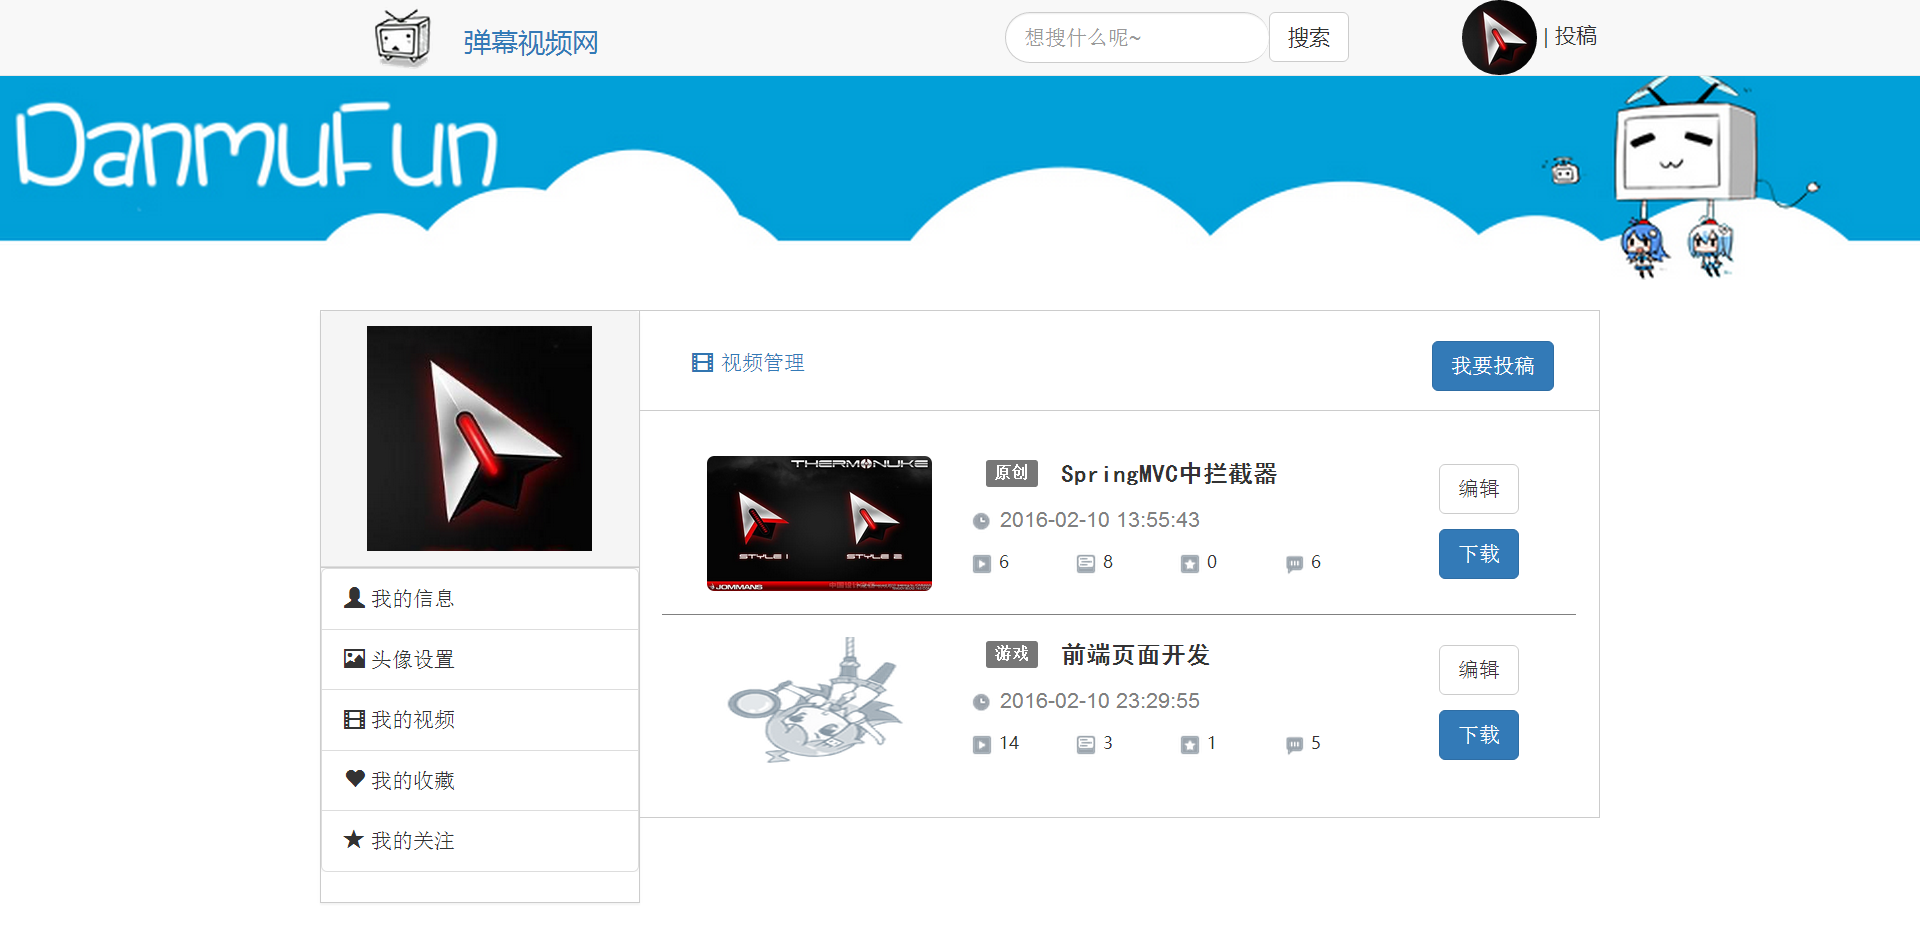 弹幕视频网
想搜什么呢~
搜索
| 投稿
DanmuFun
视频管理
我要投稿
我的信息
头像设置
我的视频
我的收藏
我的关注
THERMONUKE
STYLE 1 STYLE 2
JOMMANS
原创 SpringMVC中拦截器
2016-02-10 13:55:43
6 8 0 6
编辑
下载
游戏 前端页面开发
2016-02-10 23:29:55
14 3 1 5
编辑
下载